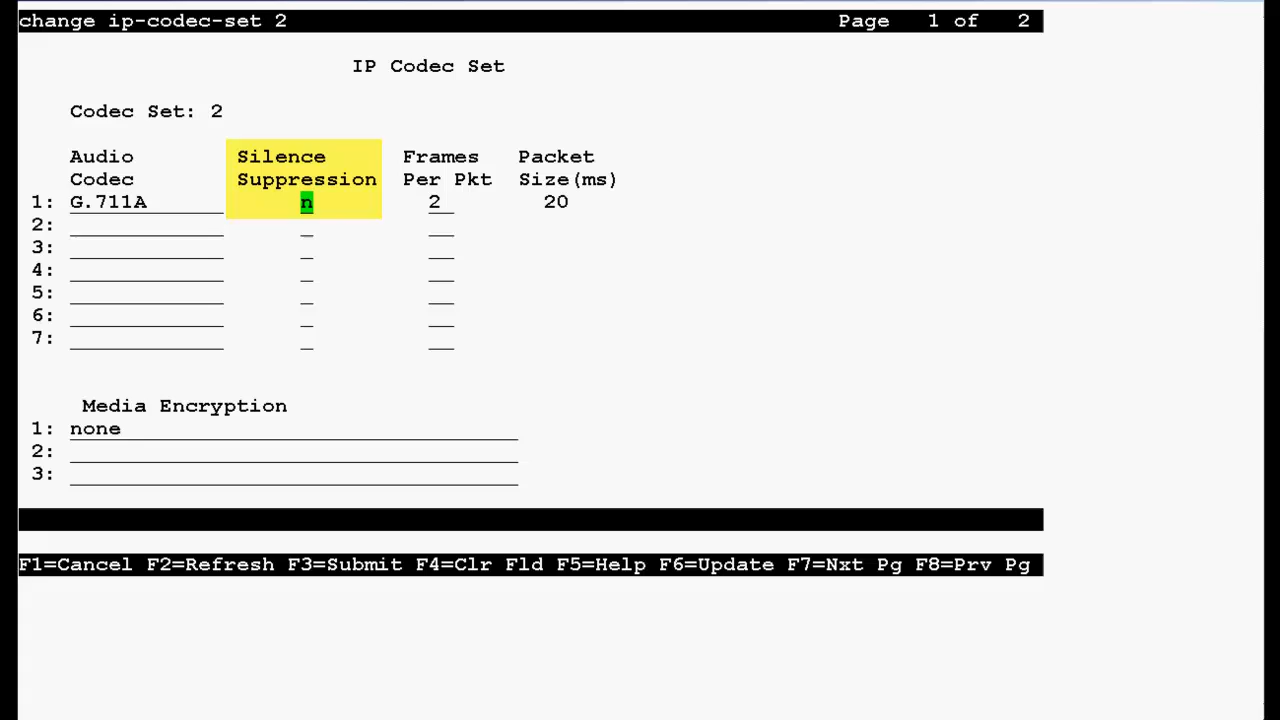 change ip-codec-set 2 Page 1 of 2
IP Codec Set
Codec Set: 2
Audio Silence Frames Packet
Codec Suppression Per Pkt Size(ms)
1: G.711A n 2 20
2:
3:
4:
5:
6:
7:
Media Encryption
1: none
2:
3:
F1=Cancel F2=Refresh F3=Submit F4=Clr Fld F5=Help F6=Update F7=Nxt Pg F8=Prv Pg